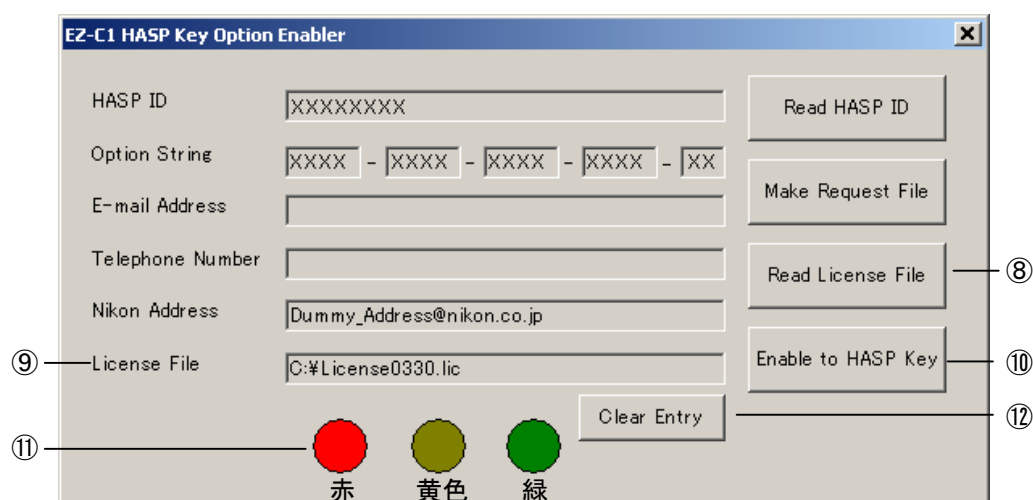 EZ-C1 HASP Key Option Enabler
HASP ID XXXXXXXX Read HASP ID
Option String XXXX - XXXX - XXXX - XXXX - XX
E-mail Address Make Request File
Telephone Number Read License File ⑧
Nikon Address Dummy_Address@nikon.co.jp
⑨ License File C:¥License0330.lic Enable to HASP Key ⑩
Clear Entry ⑫
⑪
赤 黄色 緑